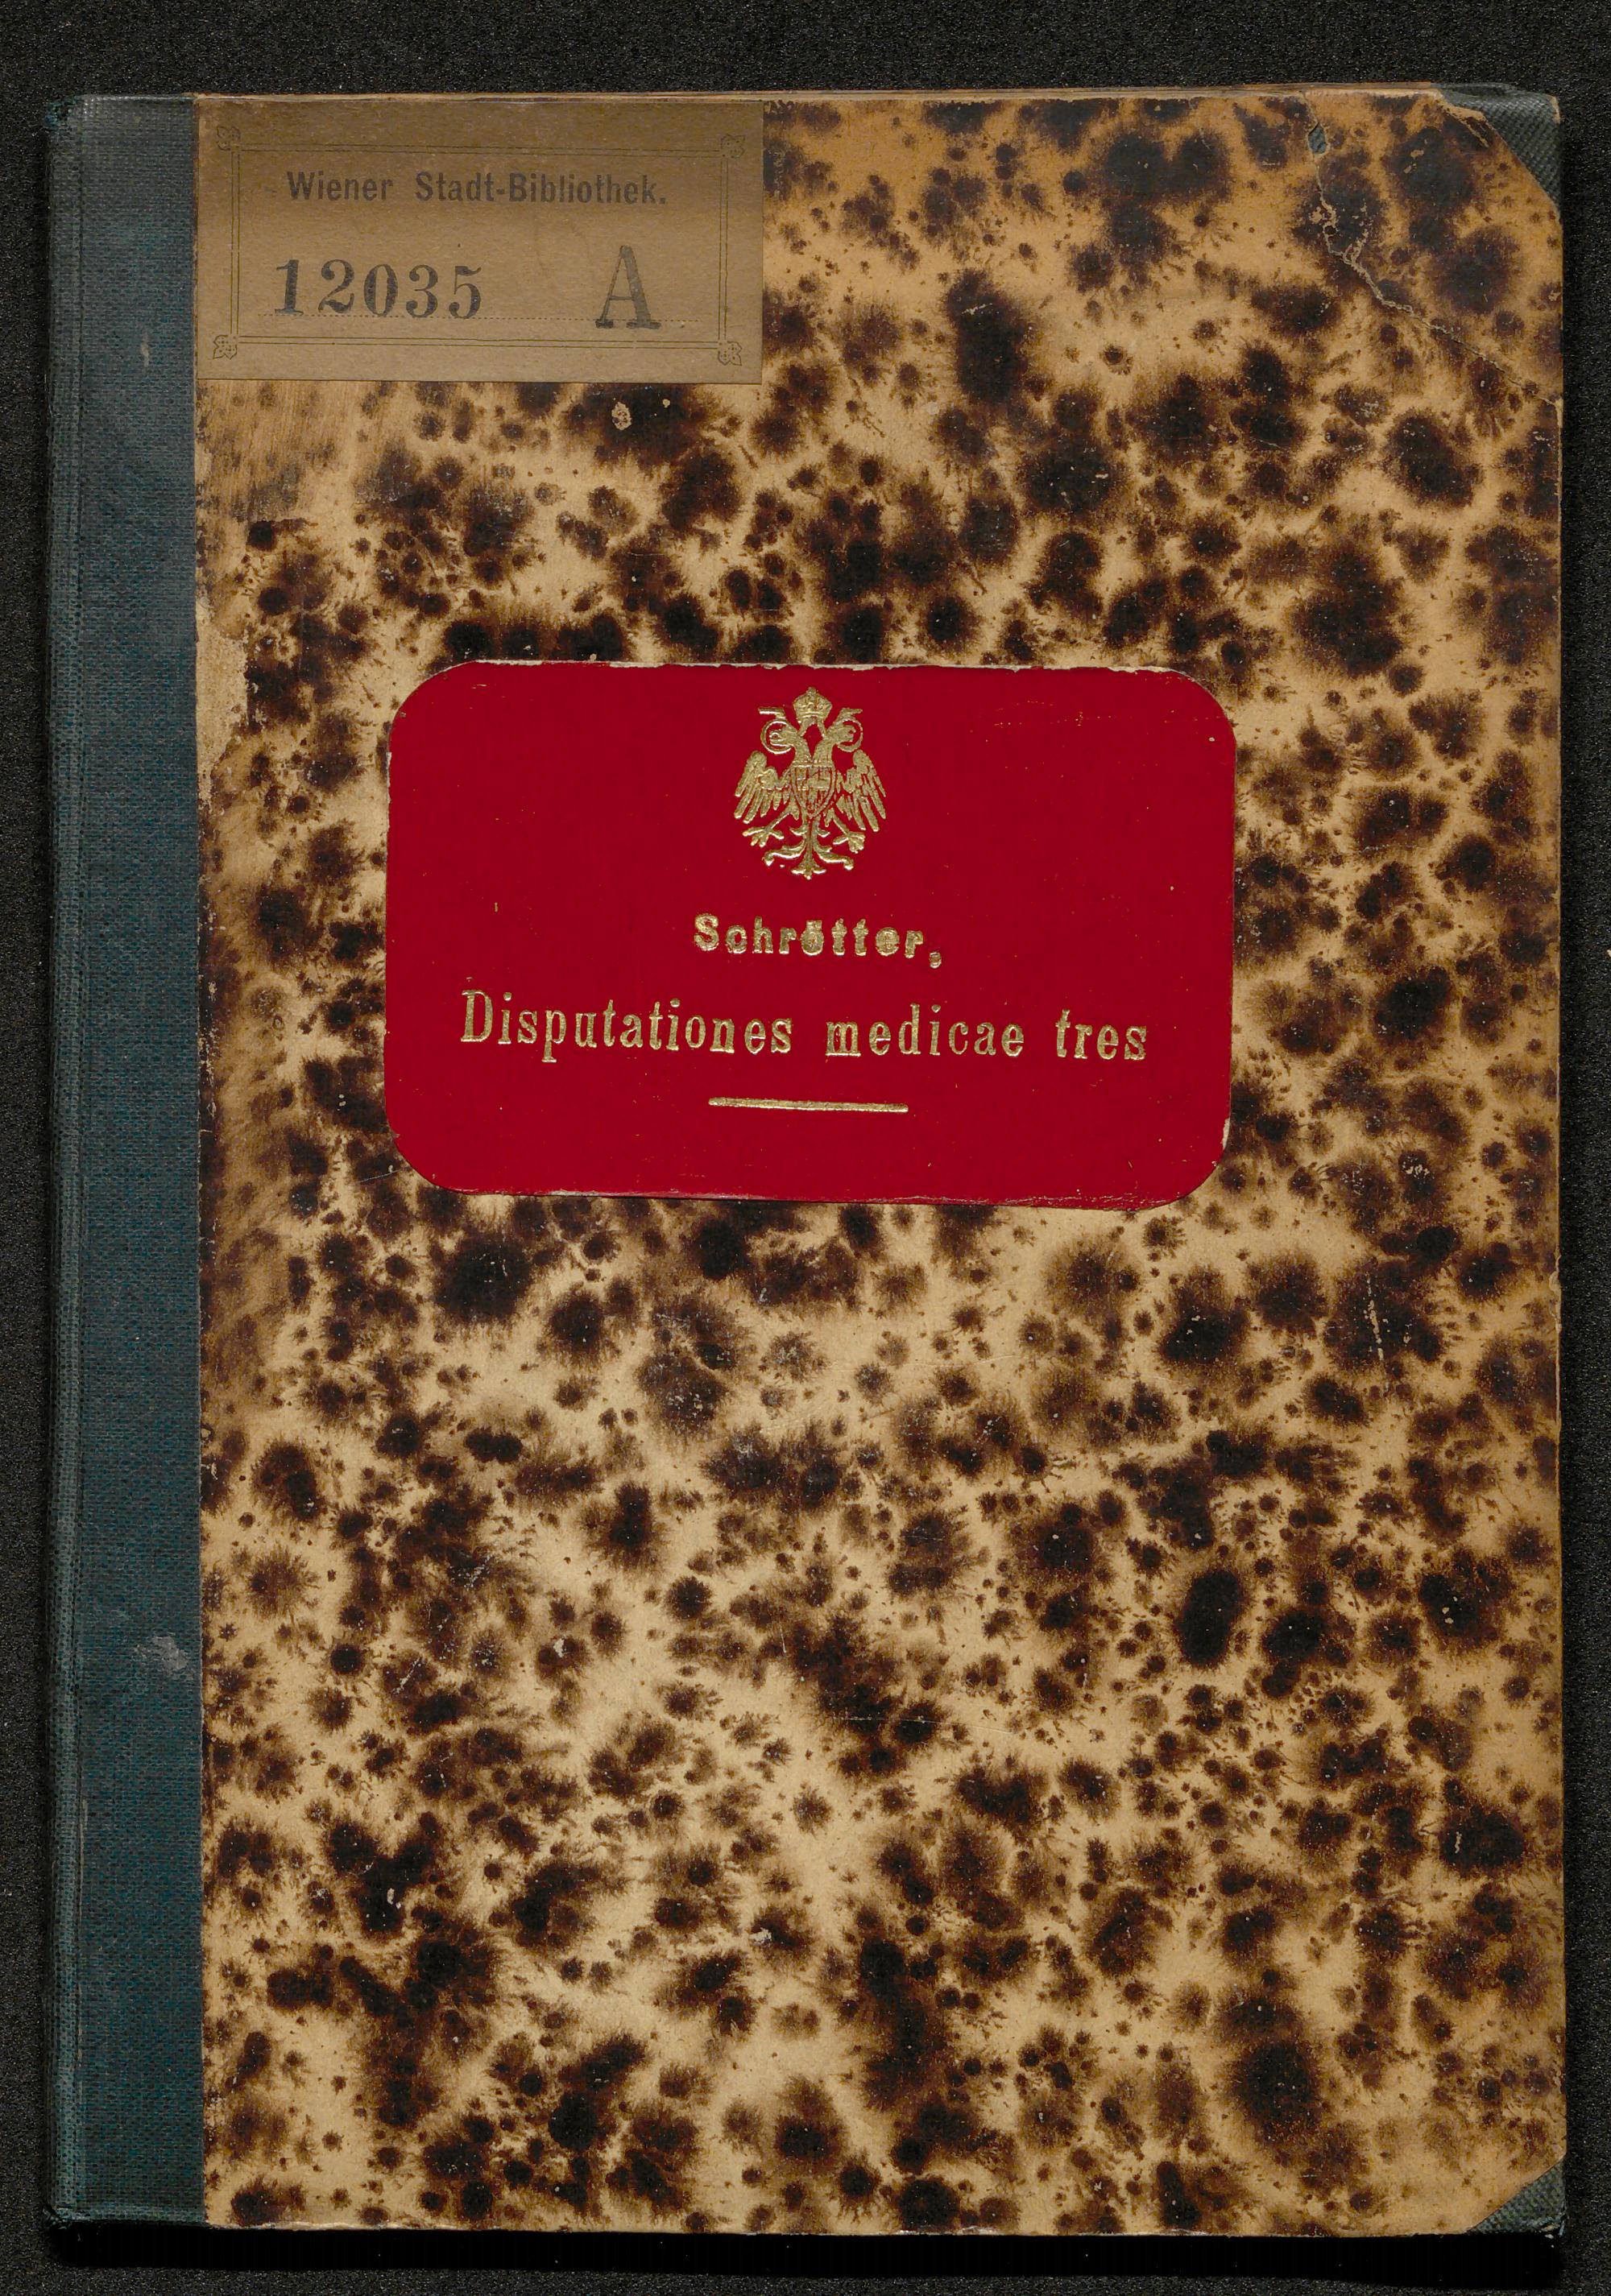 Wiener Stadt-Bibliothek.
12035 A
Schrötter,
Disputationes medicae tres